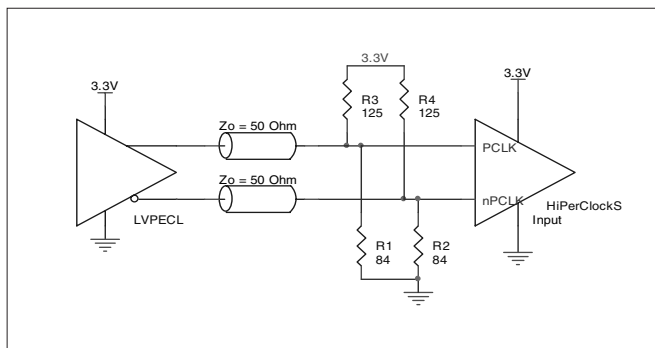 3.3V
3.3V
3.3V
R3
125
R4
125
Zo = 50 Ohm
PCLK
Zo = 50 Ohm
nPCLK
HiPerClockS
Input
LVPECL
R1
84
R2
84